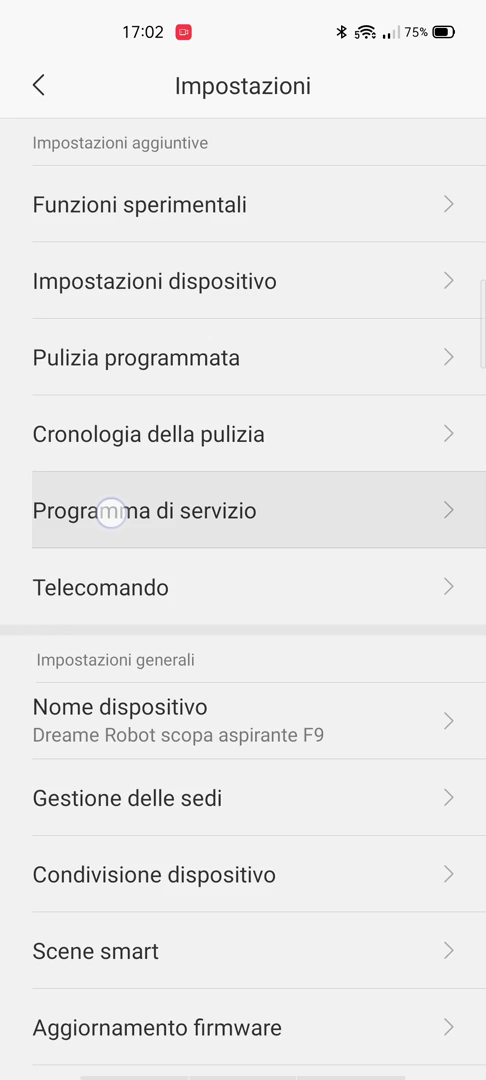 17:02
75%
Impostazioni
Impostazioni aggiuntive
Funzioni sperimentali
Impostazioni dispositivo
Pulizia programmata
Cronologia della pulizia
Programma di servizio
Telecomando
Impostazioni generali
Nome dispositivo
Dreame Robot scopa aspirante F9
Gestione delle sedi
Condivisione dispositivo
Scene smart
Aggiornamento firmware